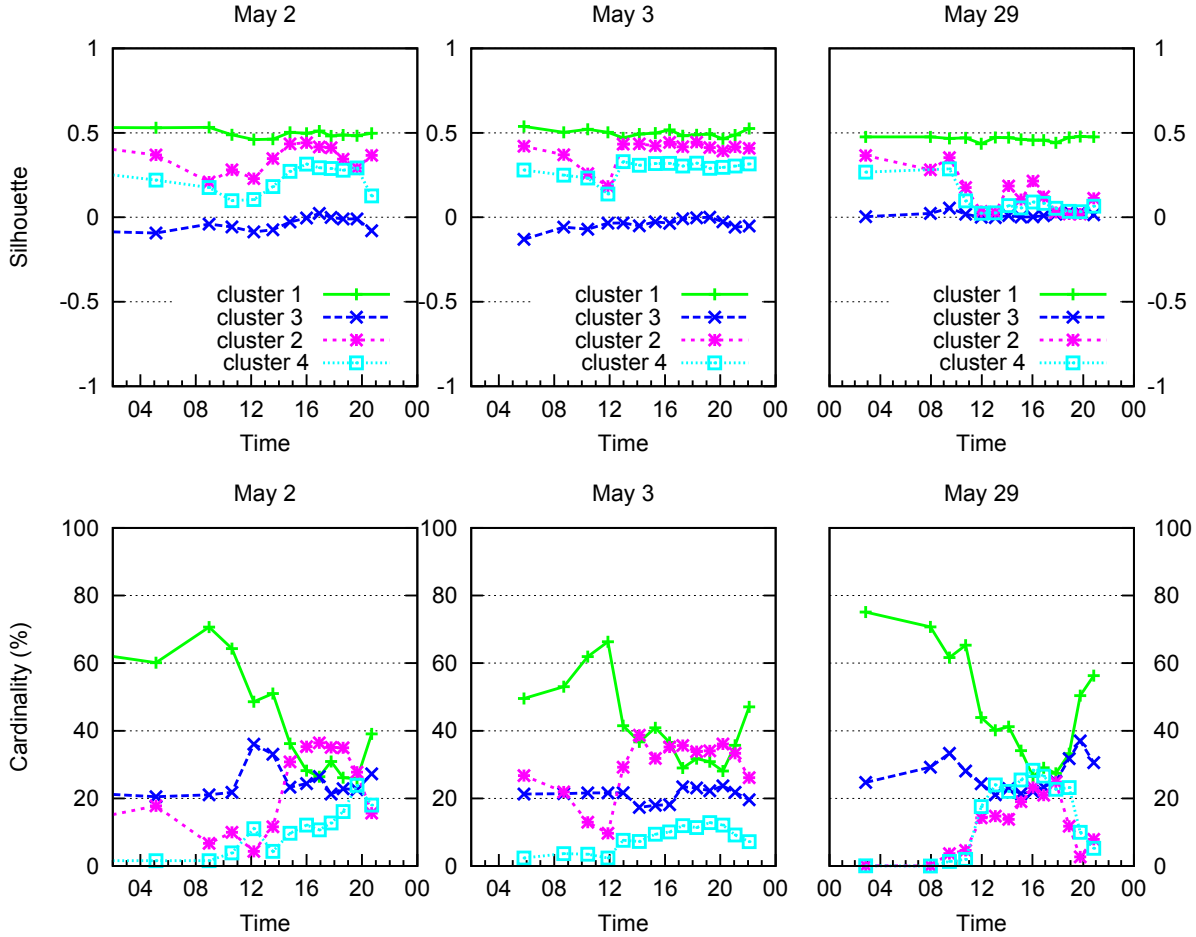 May 2 May 3 May 29
1 1
0.5 0.5 0.5
0 0 0
-0.5 -0.5 -0.5
-1 -1 -1
Silhouette
cluster 1 cluster 1 cluster 1
cluster 3 cluster 3 cluster 3
cluster 2 cluster 2 cluster 2
cluster 4 cluster 4 cluster 4
04 08 12 16 20 00 04 08 12 16 20 00 00 04 08 12 16 20 00
Time Time Time
May 2 May 3 May 29
100 100 100
80 80 80
60 60 60
40 40 40
20 20 20
0 0 0
Cardinality (%)
04 08 12 16 20 00 04 08 12 16 20 00 00 04 08 12 16 20 00
Time Time Time